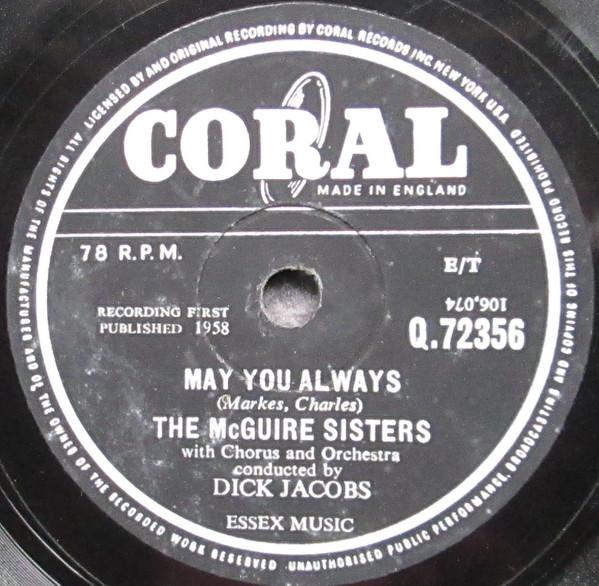 ALL RIGHTS OF THE MANUFACTURER AND OF THE OWNER OF THE RECORDED WORK RESERVED
LICENSED BY AND ORIGINAL RECORDING BY CORAL RECORDS INC. NEW YORK U.S.A.
UNAUTHORISED PUBLIC PERFORMANCE, BROADCASTING AND COPYING OF THIS RECORD PROHIBITED
CORAL
MADE IN ENGLAND
78 R.P.M.
E/T
106,074
RECORDING FIRST
PUBLISHED 1958
Q.72356
MAY YOU ALWAYS
(Markes, Charles)
THE McGUIRE SISTERS
with Chorus and Orchestra
conducted by
DICK JACOBS
ESSEX MUSIC